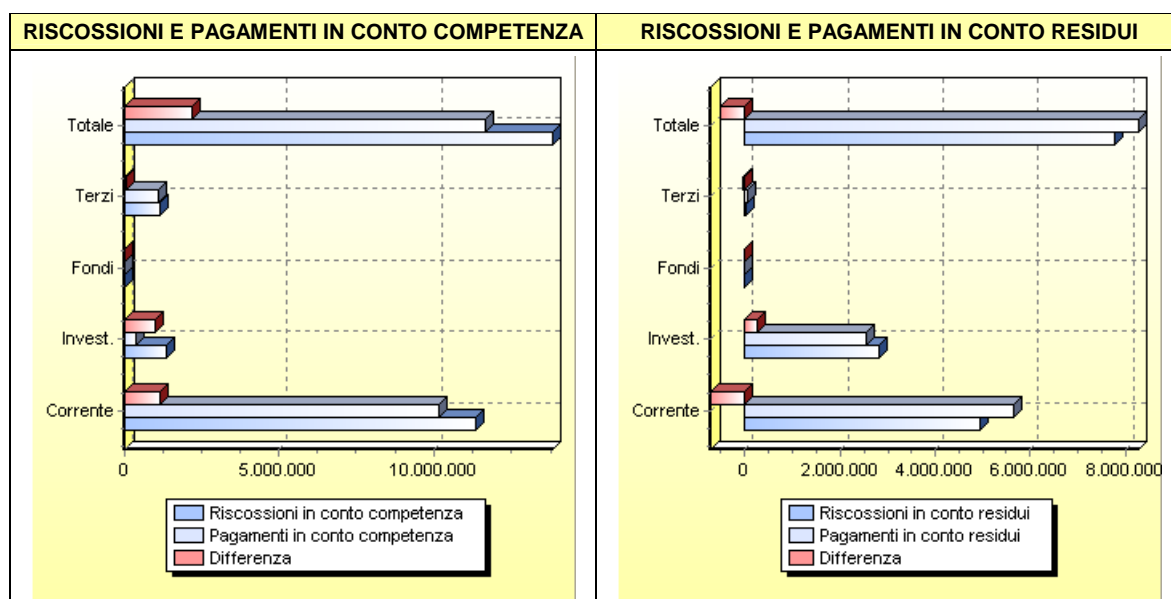 RISCOSSIONI E PAGAMENTI IN CONTO COMPETENZA
Totale
Terzi
Fondi
Invest.
Corrente
0 5.000.000 10.000.000
Riscossioni in conto competenza
Pagamenti in conto competenza
Differenza
RISCOSSIONI E PAGAMENTI IN CONTO RESIDUI
Totale
Terzi
Fondi
Invest.
Corrente
0 2.000.000 4.000.000 6.000.000 8.000.000
Riscossioni in conto residui
Pagamenti in conto residui
Differenza